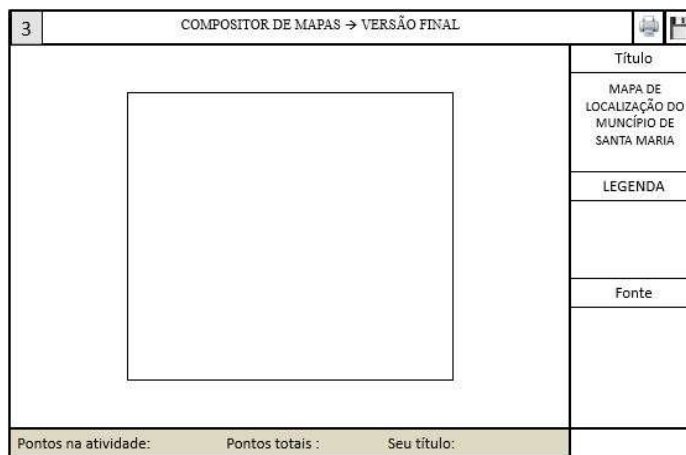 3
COMPOSITOR DE MAPAS → VERSÃO FINAL
Título
MAPA DE
LOCALIZAÇÃO DO
MUNCÍPIO DE
SANTA MARIA
LEGENDA
Fonte
Pontos na atividade: Pontos totais : Seu título: